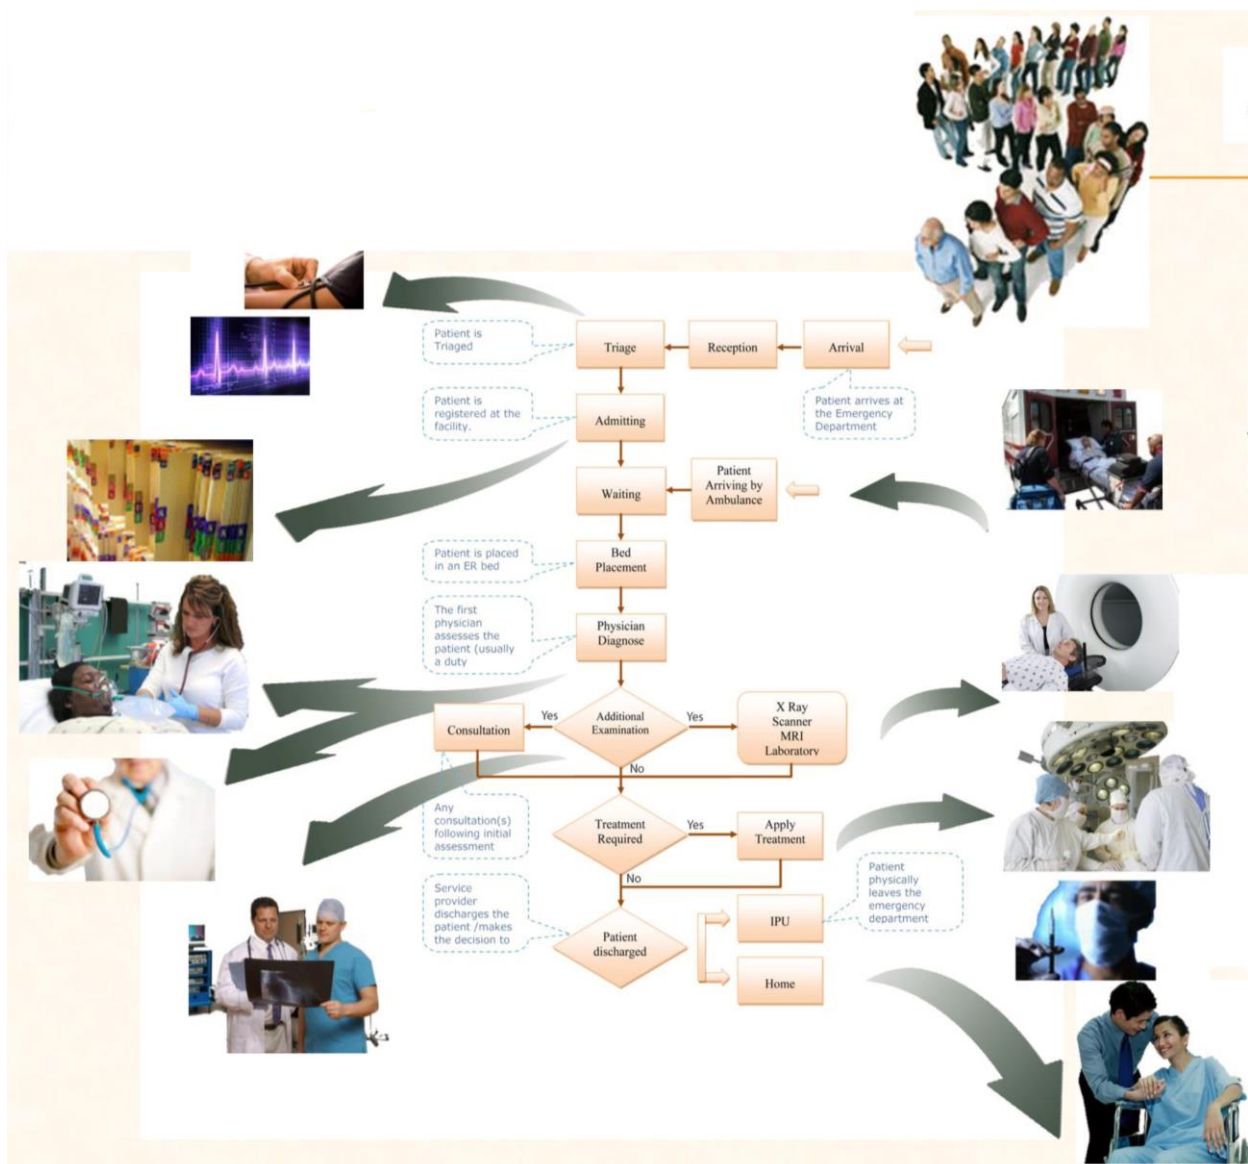 Patient is
Triaged
Triage
Reception
Arrival
Patient is
registered at the
facility.
Admitting
Patient arrives at
the Emergency
Department
Waiting
Patient
Arriving by
Ambulance
Patient is placed
in an ER bed
Bed
Placement
The first
physician
assesses the
patient (usually
a duty
Physician
Diagnose
Consultation
Yes
Additional
Examination
Yes
X Ray
Scanner
MRI
Laboratory
No
Any
consultation(s)
following initial
assessment
Treatment
Required
Yes
Apply
Treatment
No
Service
provider
discharges the
patient /makes
the decision to
Patient
discharged
Patient
physically
leaves the
emergency
department
IPU
Home